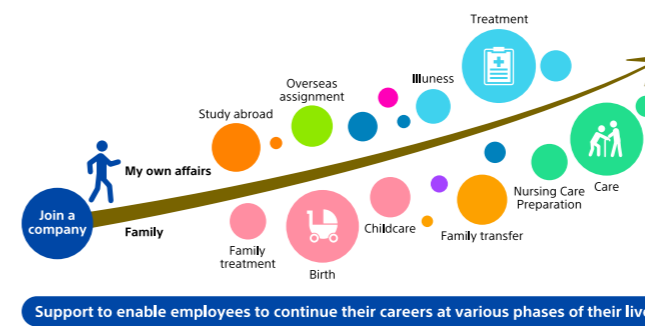 Treatment
Illuness
Overseas
assignment
Study abroad
My own affairs
Join a
company
Family
Family
treatment
Birth
Childcare
Family transfer
Nursing Care
Preparation
Care
Support to enable employees to continue their careers at various phases of their live